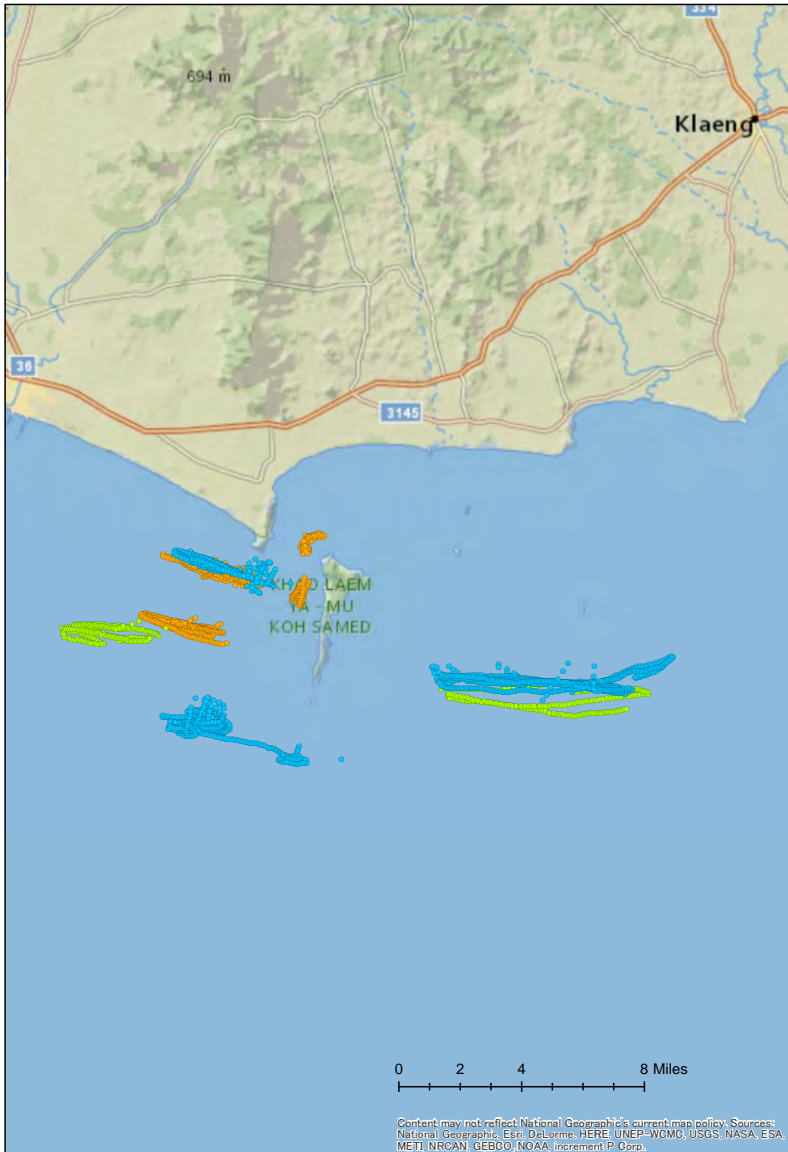 334
694 m
Klaeng
36
3145
KHAO LAEM
YA - MU
KOH SAMED
0 2 4 8 Miles
Content may not reflect National Geographic's current map policy. Sources:
National Geographic, Esri, DeLorme, HERE, UNEP-WCMC, USGS, NASA, ESA,
METI, NRCAN, GEBCO, NOAA, increment P Corp.